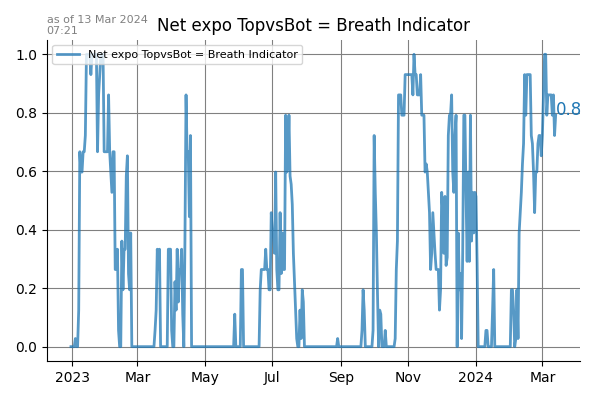 as of 13 Mar 2024
07:21
Net expo TopvsBot = Breath Indicator
Net expo TopvsBot = Breath Indicator
1.0
0.8
0.8
0.6
0.4
0.2
0.0
2023 Mar May Jul Sep Nov 2024 Mar